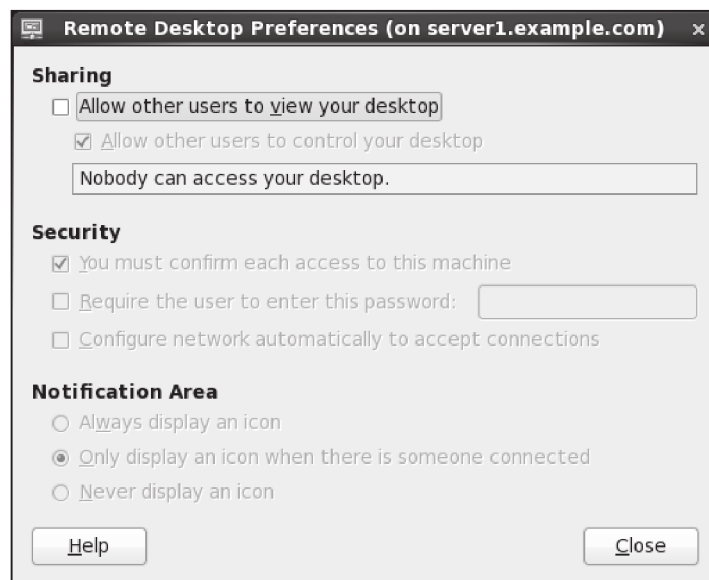 Remote Desktop Preferences (on server1.example.com)
Sharing
Allow other users to view your desktop
Allow other users to control your desktop
Nobody can access your desktop.
Security
You must confirm each access to this machine
Require the user to enter this password:
Configure network automatically to accept connections
Notification Area
Always display an icon
Only display an icon when there is someone connected
Never display an icon
Help
Close